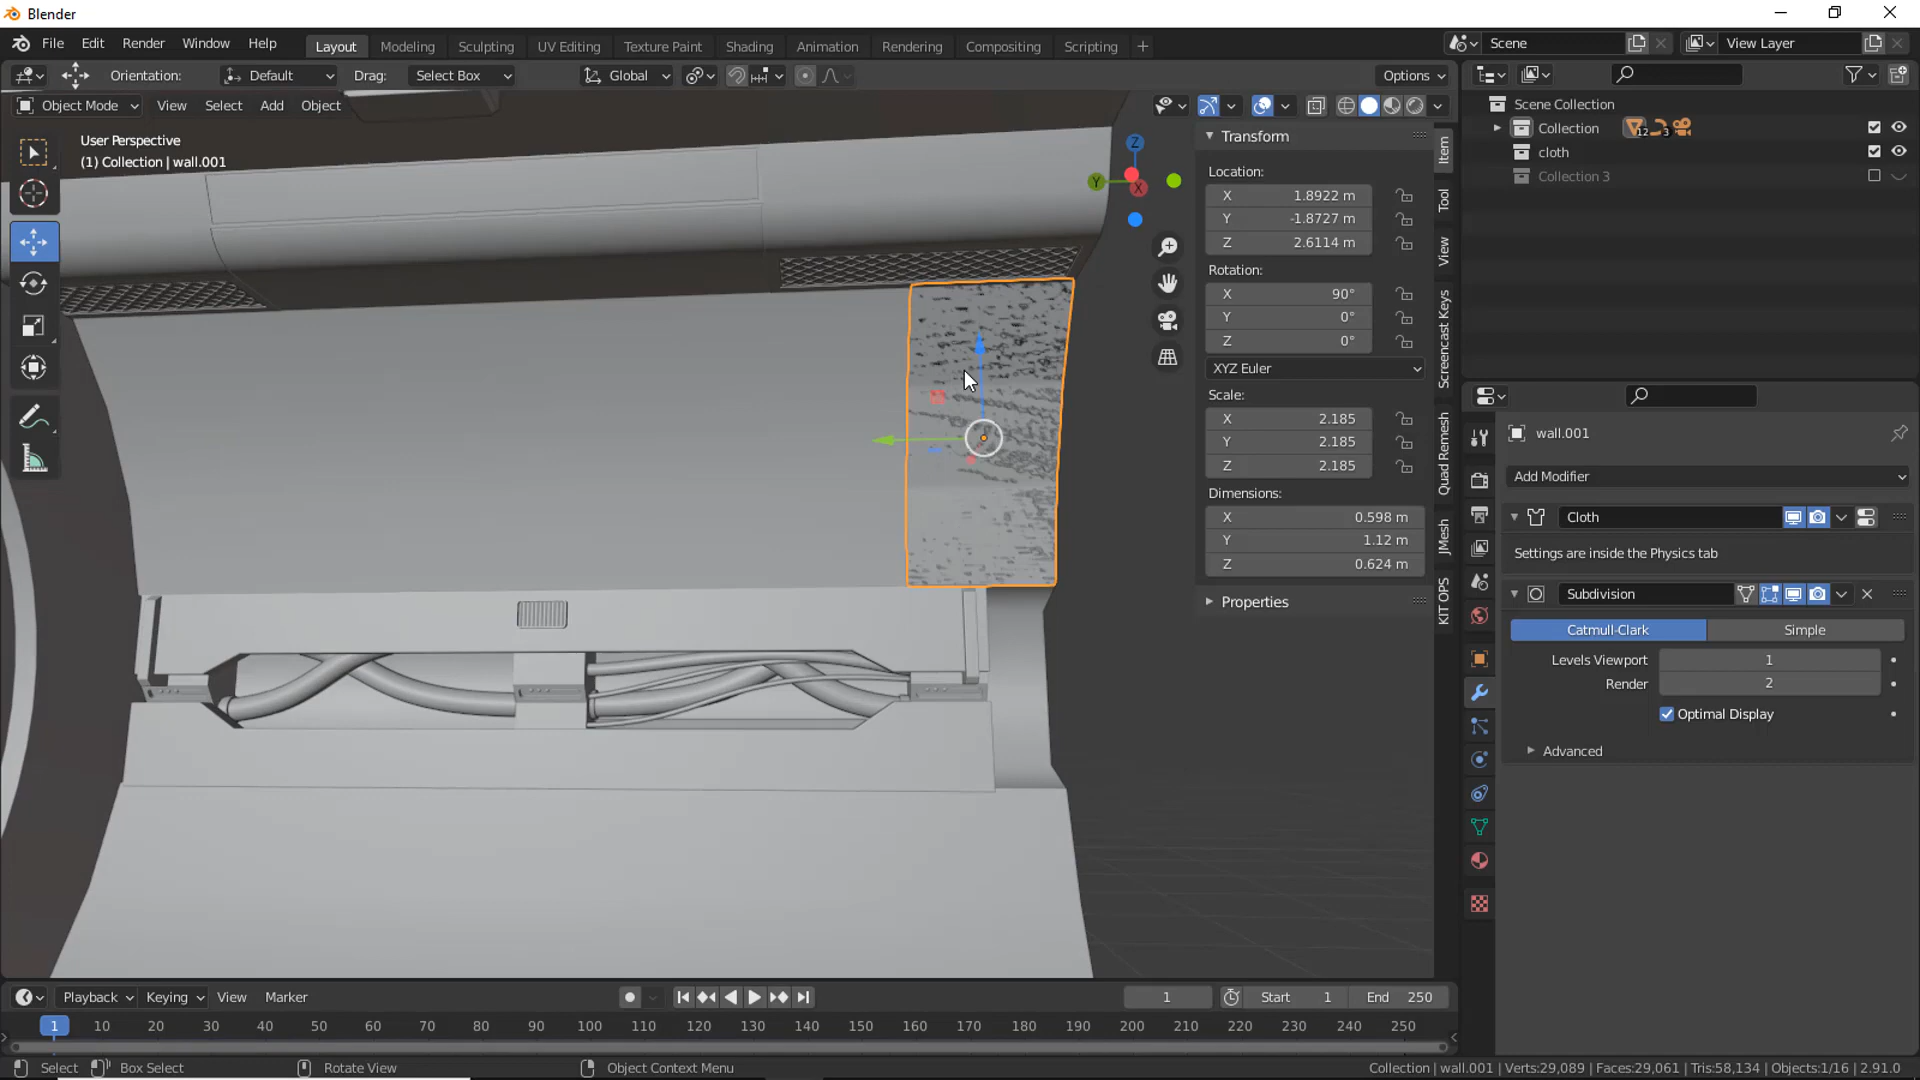 Blender
File Edit Render Window Help Layout Modeling Sculpting UV Editing Texture Paint Shading Animation Rendering Compositing Scripting + Scene View Layer
Orientation: Default Drag: Select Box Global Options
Object Mode View Select Add Object
User Perspective
(1) Collection | wall.001
Z
Y
X
Transform
Location:
X 1.8922 m
Y -1.8727 m
Z 2.6114 m
Rotation:
X 90°
Y 0°
Z 0°
XYZ Euler
Scale:
X 2.185
Y 2.185
Z 2.185
Dimensions:
X 0.598 m
Y 1.12 m
Z 0.624 m
Properties
Item
Tool
View
Screencast Keys
Quad Remesh
JMesh
KIT OPS
Scene Collection
Collection 12 3
cloth
Collection 3
wall.001
Add Modifier
Cloth
Settings are inside the Physics tab
Subdivision
Catmull-Clark Simple
Levels Viewport 1
Render 2
Optimal Display
Advanced
Playback Keying View Marker 1 Start 1 End 250
1 10 20 30 40 50 60 70 80 90 100 110 120 130 140 150 160 170 180 190 200 210 220 230 240 250
Select Box Select Rotate View Object Context Menu Collection | wall.001 | Verts:29,089 | Faces:29,061 | Tris:58,134 | Objects:1/16 | 2.91.0